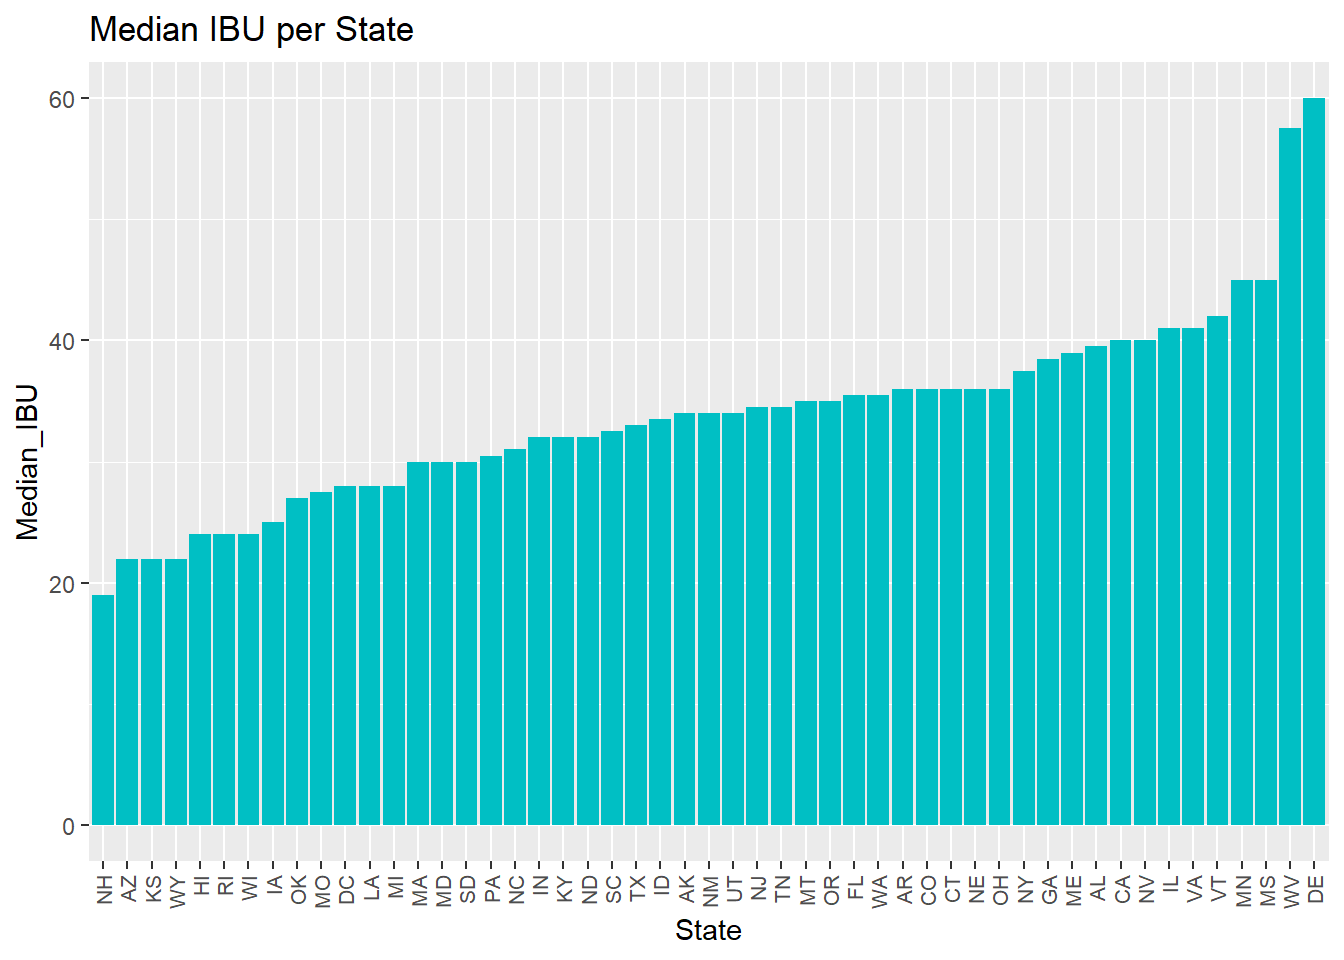 Median IBU per State
Median_IBU
60
40
20
0
NH AZ KS WY HI RI WI IA OK MO DC LA MI MA MD SD PA NC IN KY ND SC TX ID AK NM UT NJ TN MT OR FL WA AR CO CT NE OH NY GA ME AL CA NV IL VA VT MN MS WV DE
State